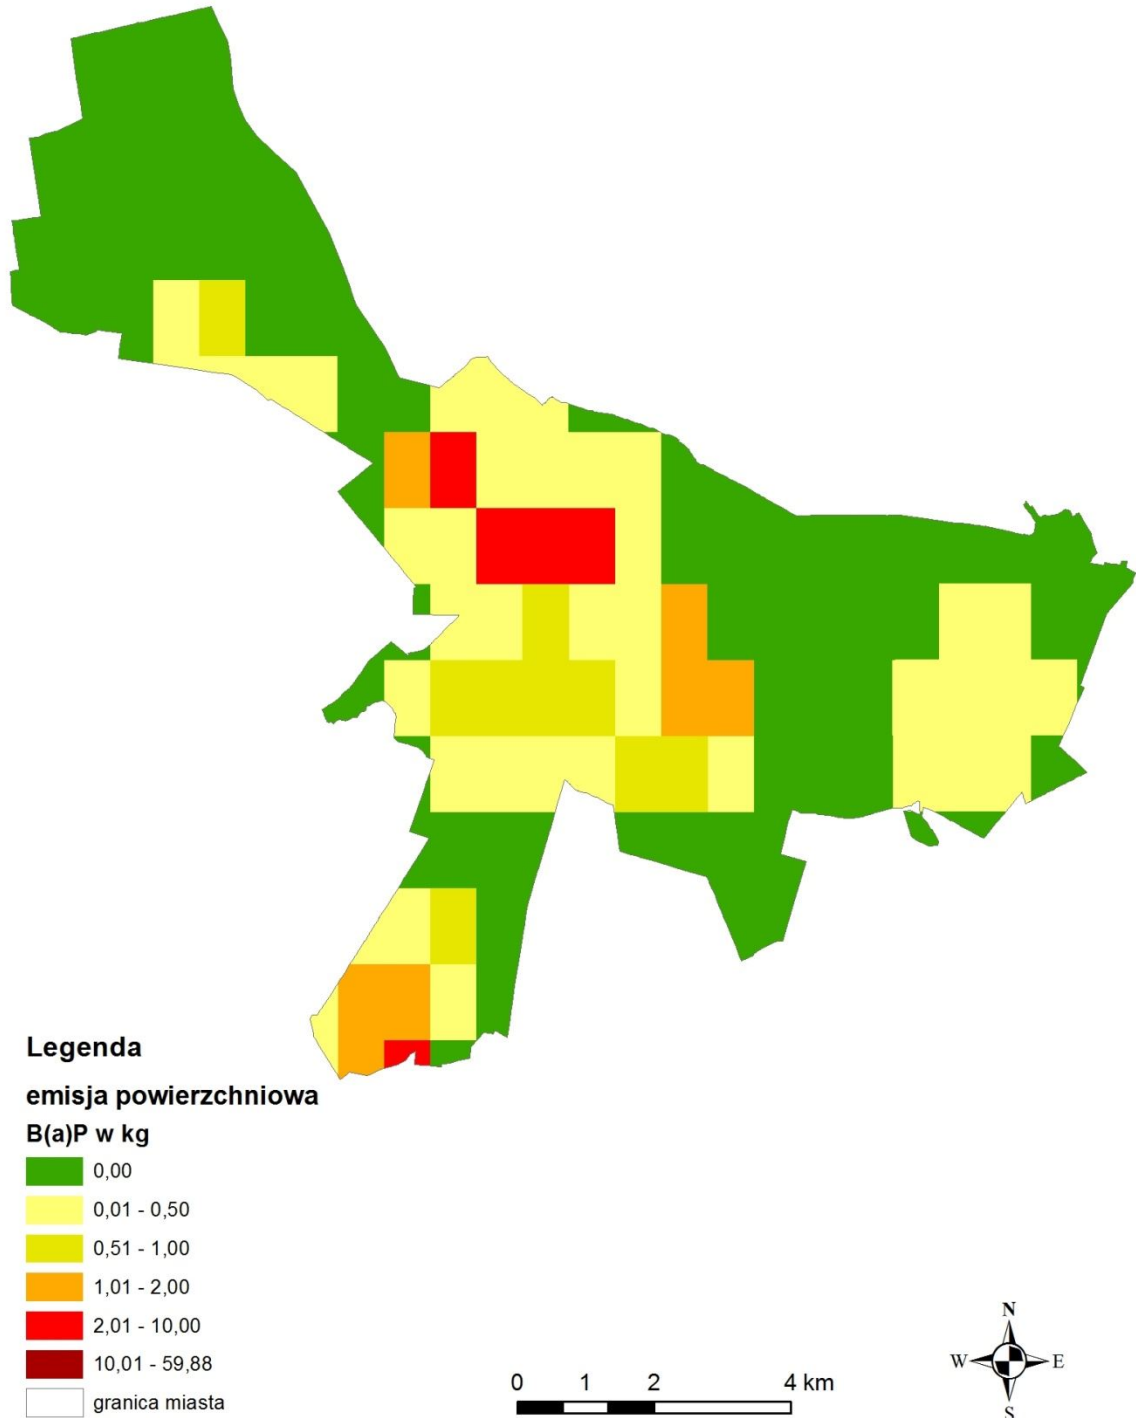 Legenda
emisja powierzchniowa
B(a)P w kg
0,00
0,01 - 0,50
0,51 - 1,00
1,01 - 2,00
2,01 - 10,00
10,01 - 59,88
granica miasta
0 1 2 4 km
N
W E
S